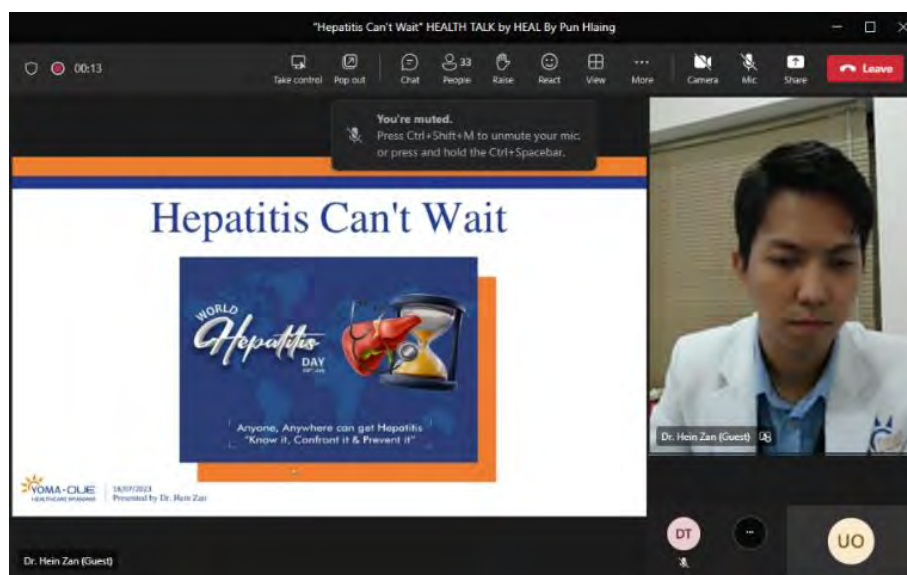 "Hepatitis Can't Wait" HEALTH TALK by HEAL By Pun Hlaing
00:13
Take control
Pop out
Chat
33
People
Raise
React
View
More
Camera
Mic
Share
Leave
You're muted.
Press Ctrl+Shift+M to unmute your mic,
or press and hold the Ctrl+Spacebar.
Hepatitis Can't Wait
WORLD
Hepatitis
DAY
Anyone, Anywhere can get Hepatitis
"Know it, Confront it & Prevent it"
YOMA-OUE
Presented by Dr. Hein Zan
Dr. Hein Zan (Guest)
Dr. Hein Zan (Guest)
DT
UO